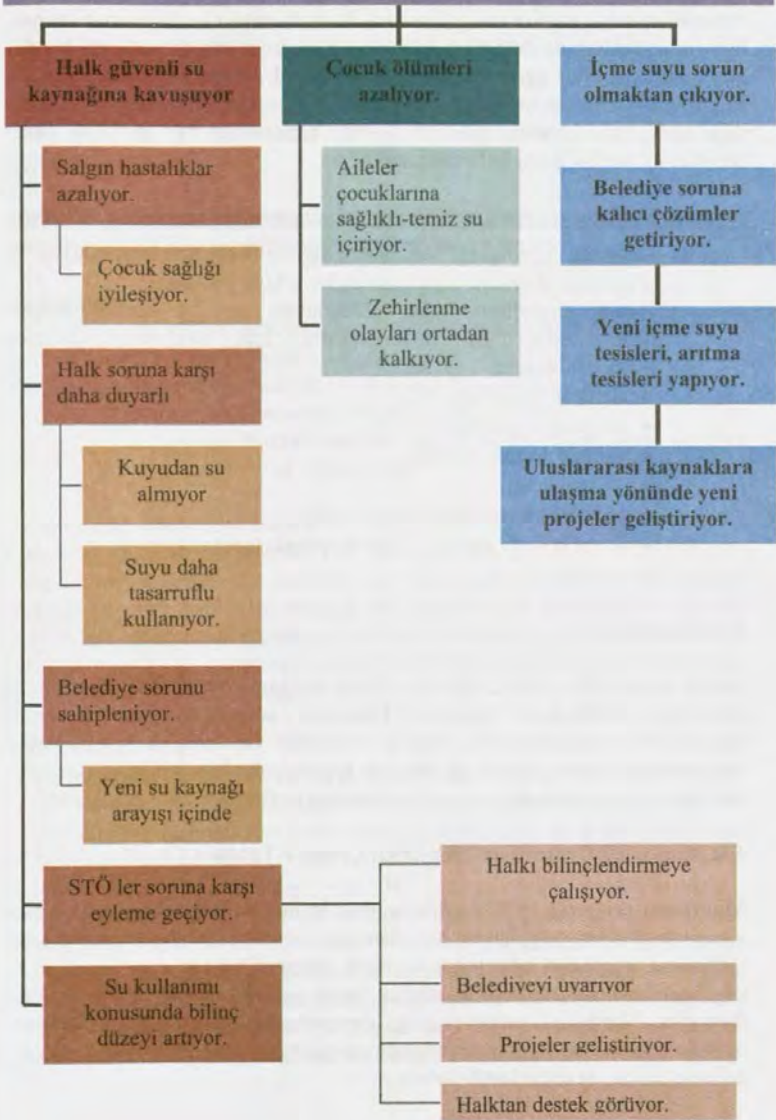 Halk güvenli su
kaynağına kavuşuyor
Salgın hastalıklar
azalıyor.
Çocuk sağlığı
iyileşiyor.
Halk soruna karşı
daha duyarlı
Kuyudan su
almıyor
Suyu daha
tasarruflu
kullanıyor.
Belediye sorunu
sahipleniyor.
Yeni su kaynağı
arayışı içinde
STÖ ler soruna karşı
eyleme geçiyor.
Halkı bilinçlendirmeye
çalışıyor.
Belediyeyi uyarıyor
Projeler geliştiriyor.
Halktan destek görüyor.
Su kullanımı
konusunda bilinç
düzeyi artıyor.
Çocuk ölümleri
azalıyor.
Aileler
çocuklarına
sağlıklı-temiz su
içiriyor.
Zehirlenme
olayları ortadan
kalkıyor.
İçme suyu sorun
olmaktan çıkıyor.
Belediye soruna
kalıcı çözümler
getiriyor.
Yeni içme suyu
tesisleri, arıtma
tesisleri yapıyor.
Uluslararası kaynaklara
ulaşma yönünde yeni
projeler geliştiriyor.